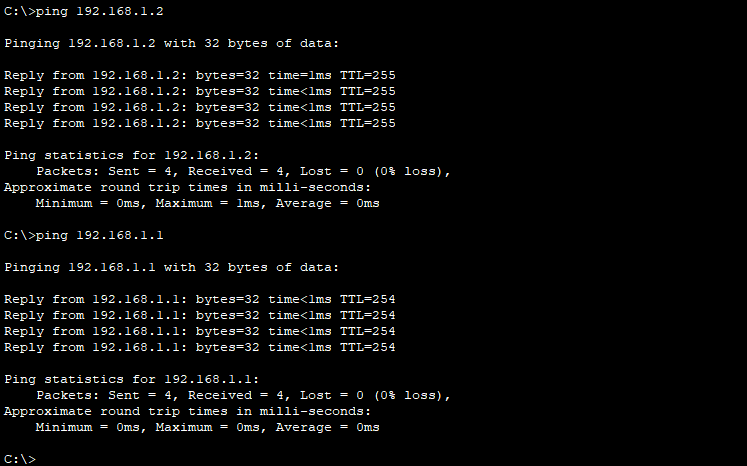 C:\>ping 192.168.1.2
Pinging 192.168.1.2 with 32 bytes of data:
Reply from 192.168.1.2: bytes=32 time=1ms TTL=255
Reply from 192.168.1.2: bytes=32 time<1ms TTL=255
Reply from 192.168.1.2: bytes=32 time<1ms TTL=255
Reply from 192.168.1.2: bytes=32 time<1ms TTL=255
Ping statistics for 192.168.1.2:
    Packets: Sent = 4, Received = 4, Lost = 0 (0% loss),
Approximate round trip times in milli-seconds:
    Minimum = 0ms, Maximum = 1ms, Average = 0ms
C:\>ping 192.168.1.1
Pinging 192.168.1.1 with 32 bytes of data:
Reply from 192.168.1.1: bytes=32 time<1ms TTL=254
Reply from 192.168.1.1: bytes=32 time<1ms TTL=254
Reply from 192.168.1.1: bytes=32 time<1ms TTL=254
Reply from 192.168.1.1: bytes=32 time<1ms TTL=254
Ping statistics for 192.168.1.1:
    Packets: Sent = 4, Received = 4, Lost = 0 (0% loss),
Approximate round trip times in milli-seconds:
    Minimum = 0ms, Maximum = 0ms, Average = 0ms
C:\>